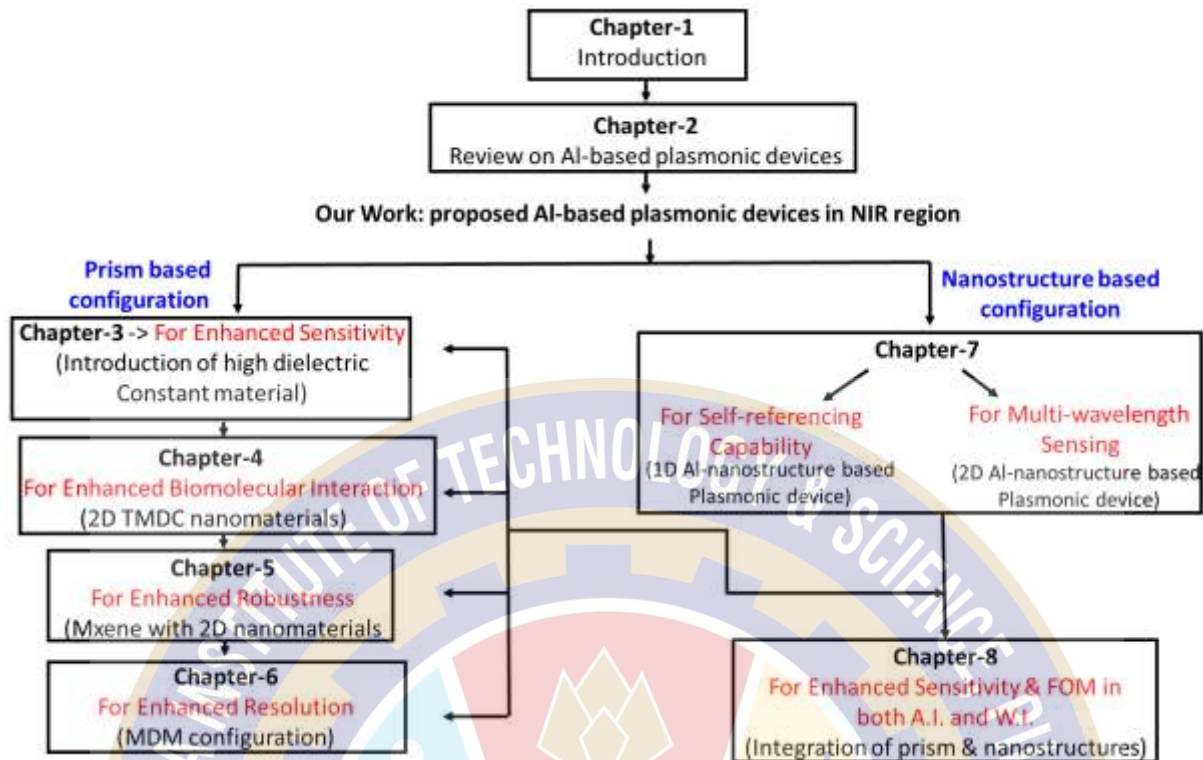 Chapter-1
Introduction
Chapter-2
Review on Al-based plasmonic devices
Our Work: proposed Al-based plasmonic devices in NIR region
Prism based
configuration
Nanostructure based
configuration
Chapter-3 -> For Enhanced Sensitivity
(Introduction of high dielectric
Constant material)
Chapter-4
For Enhanced Biomolecular Interaction
(2D TMDC nanomaterials)
Chapter-5
For Enhanced Robustness
(Mxene with 2D nanomaterials
Chapter-6
For Enhanced Resolution
(MDM configuration)
Chapter-7
For Self-referencing
Capability
(1D Al-nanostructure based
Plasmonic device)
For Multi-wavelength
Sensing
(2D Al-nanostructure based
Plasmonic device)
Chapter-8
For Enhanced Sensitivity & FOM in
both A.I. and W.I.
(Integration of prism & nanostructures)
INSTITUTE OF TECHNOLOGY & SCIENCE